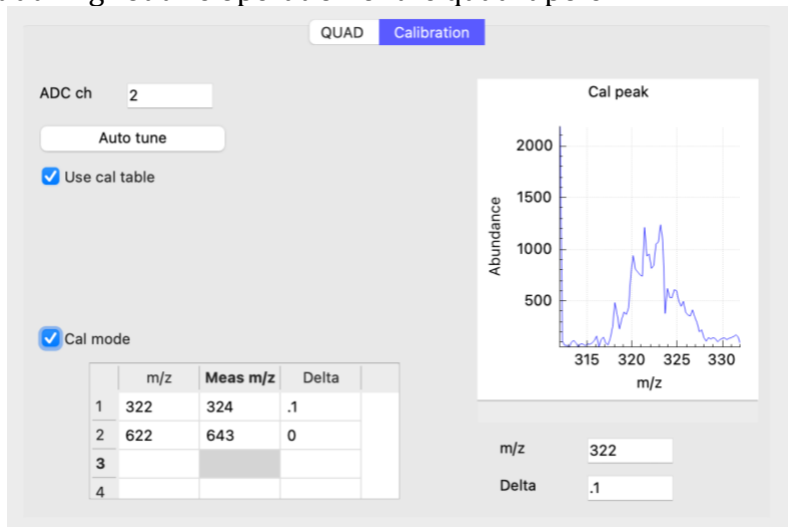 QUAD Calibration
ADC ch 2
Auto tune
Use cal table
Cal mode
m/z Meas m/z Delta
1 322 324 .1
2 622 643 0
3
4
Cal peak
2000
1500
1000
500
Abundance
315 320 325 330
m/z
m/z 322
Delta .1